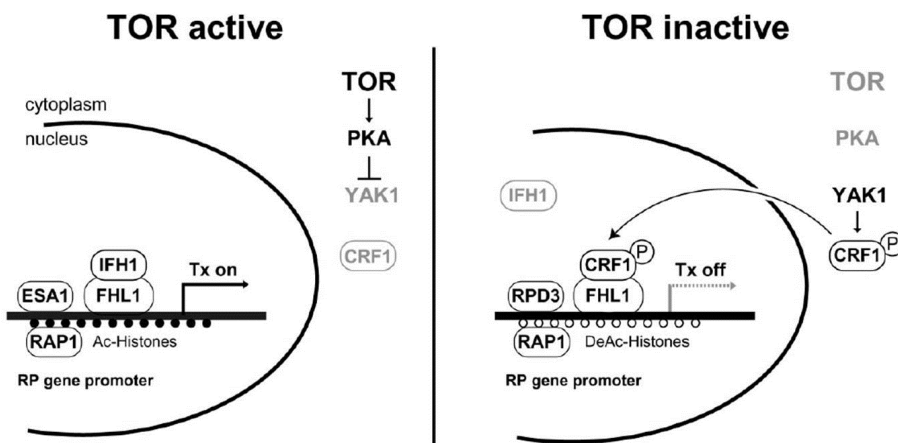 TOR active
TOR
cytoplasm
nucleus
PKA
YAK1
CRF1
IFH1
Tx on
ESA1
FHL1
RAP1
Ac-Histones
RP gene promoter
TOR inactive
TOR
PKA
IFH1
YAK1
CRF1
P
CRF1
P
Tx off
RPD3
FHL1
RAP1
DeAc-Histones
RP gene promoter